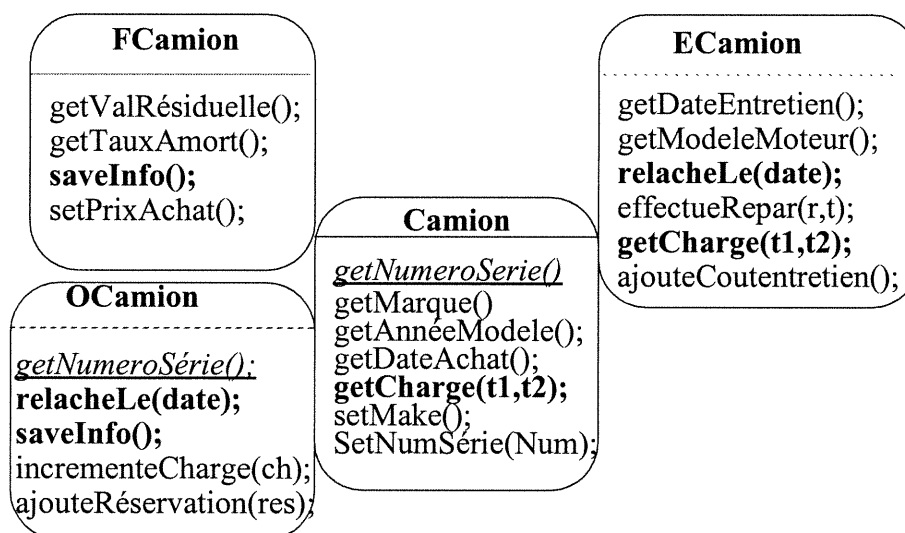 FCamion
getValRésiduelle();
getTauxAmort();
saveInfo();
setPrixAchat();
ECamion
getDateEntretien();
getModeleMoteur();
relacheLe(date);
effectueRepar(r,t);
getCharge(t1,t2);
ajouteCoutentretien();
Camion
getNumeroSerie()
getMarque()
getAnnéeModele();
getDateAchat();
getCharge(t1,t2);
setMake();
SetNumSérie(Num);
OCamion
getNumeroSérie();
relacheLe(date);
saveInfo();
incrementeCharge(ch);
ajouteRéservation(res);